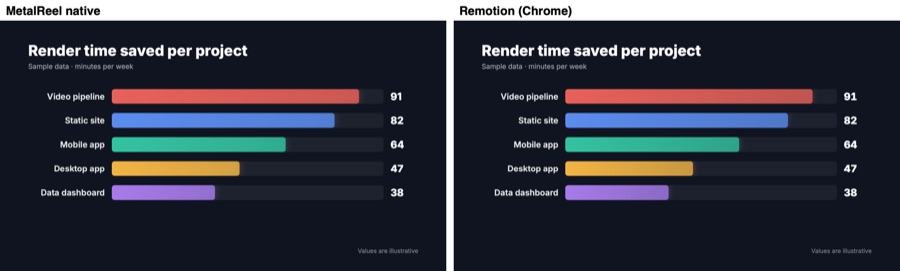 MetalReel native
Render time saved per project
Sample data · minutes per week
Video pipeline 91
Static site 82
Mobile app 64
Desktop app 47
Data dashboard 38
Values are illustrative
Remotion (Chrome)
Render time saved per project
Sample data · minutes per week
Video pipeline 91
Static site 82
Mobile app 64
Desktop app 47
Data dashboard 38
Values are illustrative